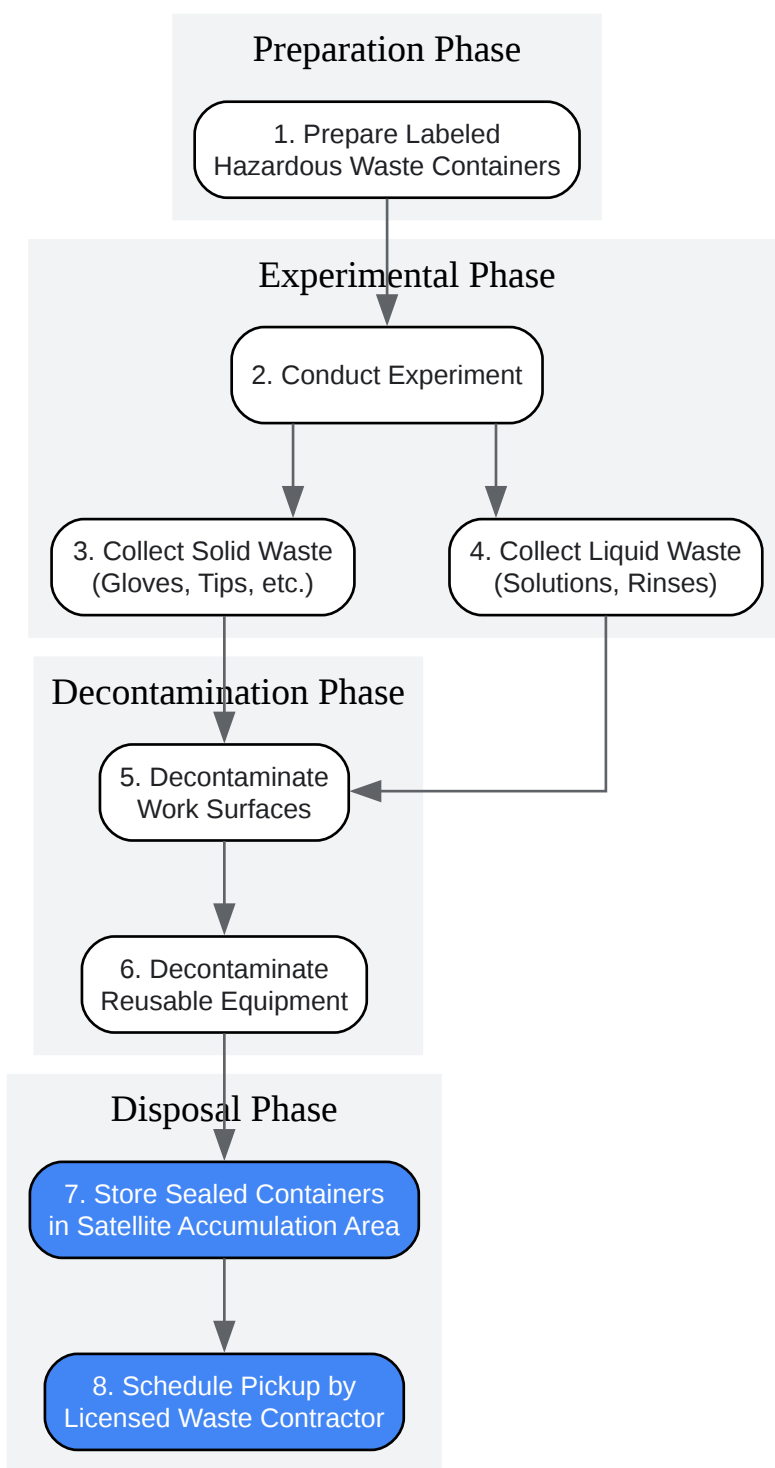 Preparation Phase
1. Prepare Labeled
Hazardous Waste Containers
Experimental Phase
2. Conduct Experiment
3. Collect Solid Waste
(Gloves, Tips, etc.)
4. Collect Liquid Waste
(Solutions, Rinses)
Decontamination Phase
5. Decontaminate
Work Surfaces
6. Decontaminate
Reusable Equipment
Disposal Phase
7. Store Sealed Containers
in Satellite Accumulation Area
8. Schedule Pickup by
Licensed Waste Contractor